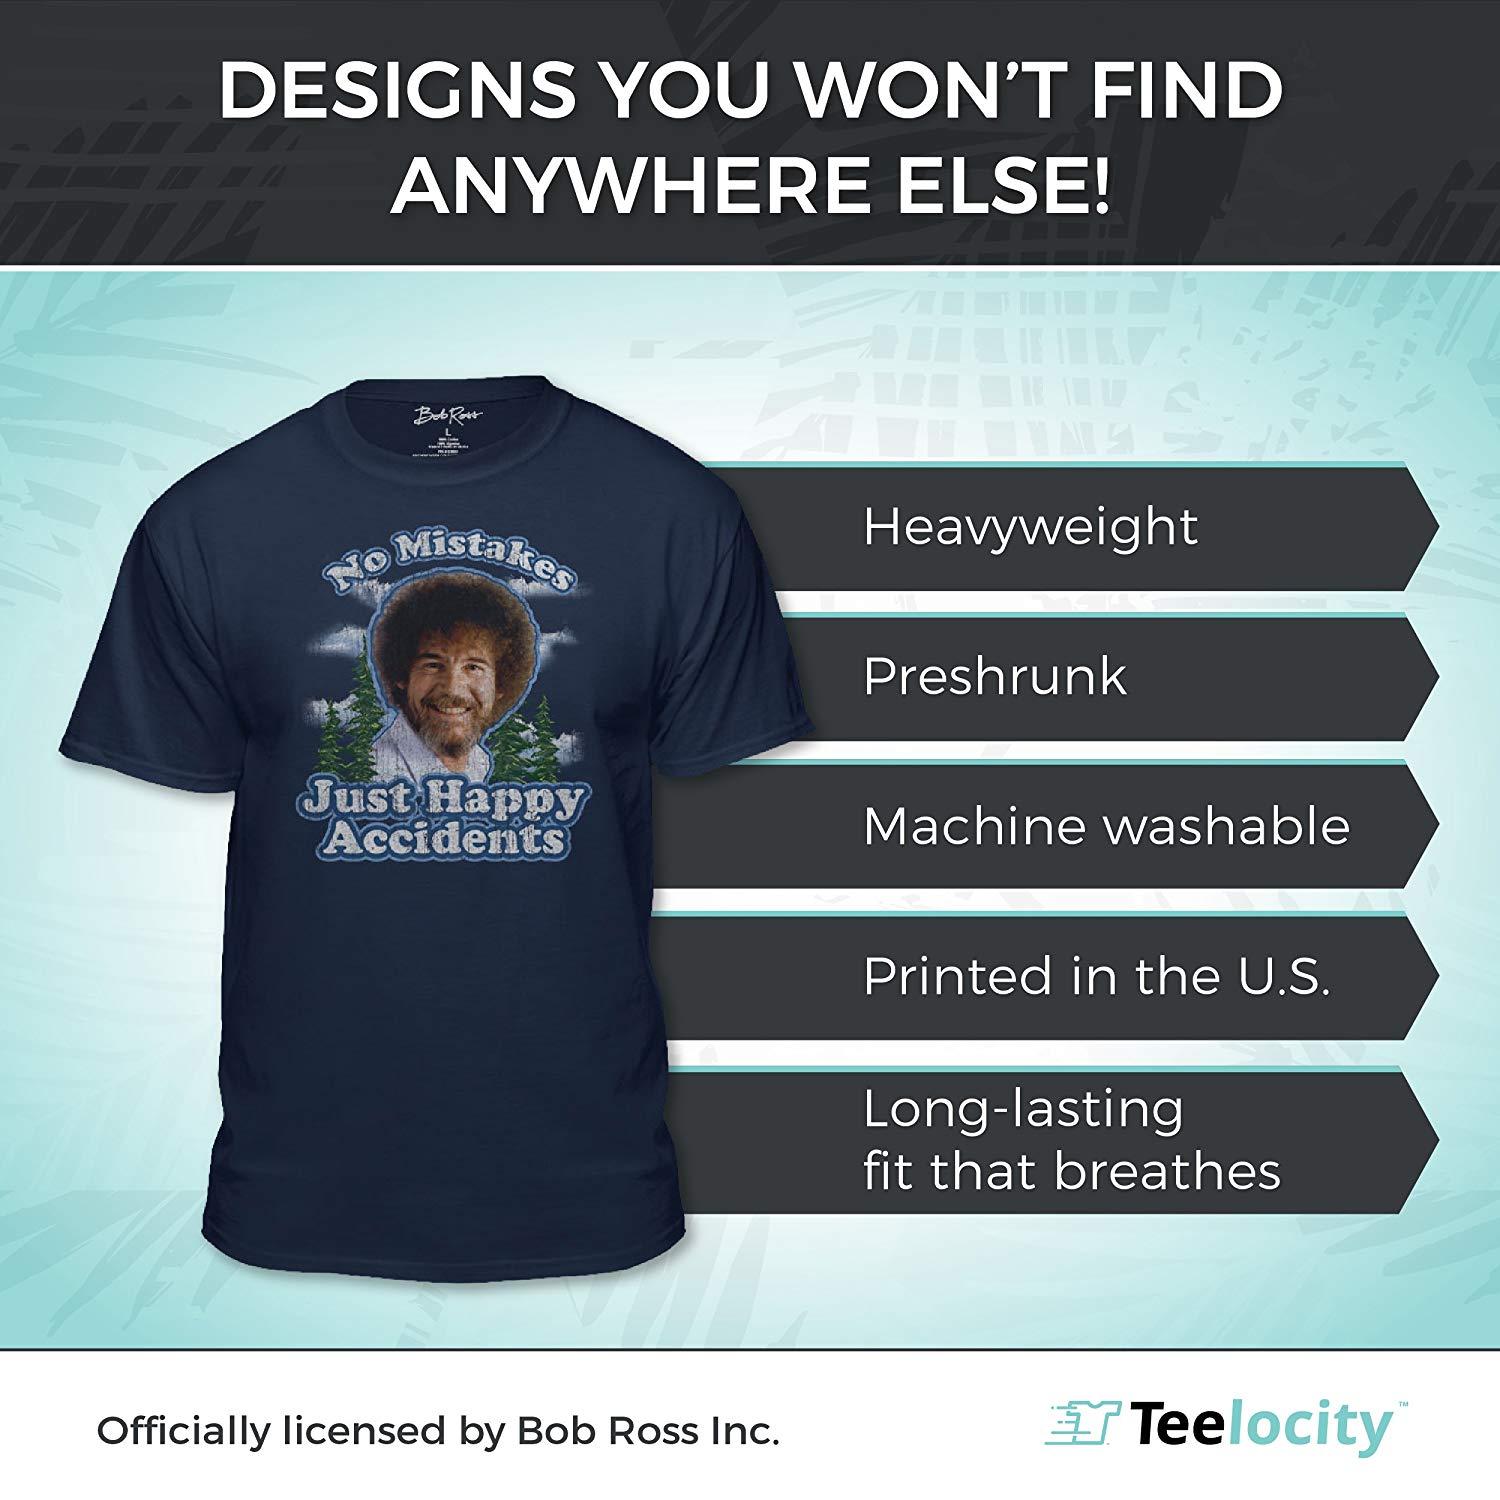 DESIGNS YOU WON'T FIND
ANYWHERE ELSE!
Bob Ross
L
No Mistakes
Just Happy
Accidents
Heavyweight
Preshrunk
Machine washable
Printed in the U.S.
Long-lasting
fit that breathes
Officially licensed by Bob Ross Inc.
Teelocity™